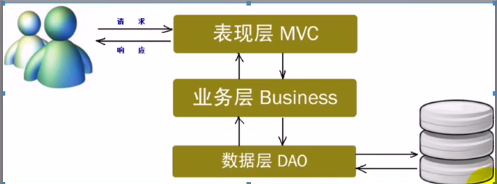 请 求
响 应
表现层 MVC
业务层 Business
数据层 DAO